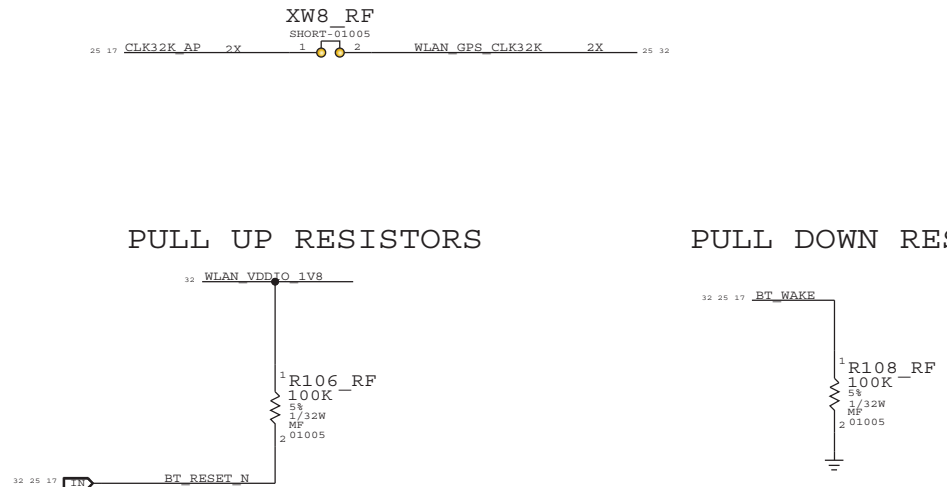 XW8_RF
SHORT-01005
25 17 CLK32K_AP 2X 1 2 WLAN_GPS_CLK32K 2X 25 32
PULL UP RESISTORS
PULL DOWN RES
32 WLAN_VDDIO_1V8
32 25 17 BT_WAKE
1
R106_RF
100K
5%
1/32W
MF
01005
2
1
R108_RF
100K
5%
1/32W
MF
01005
2
32 25 17 IN BT_RESET_N